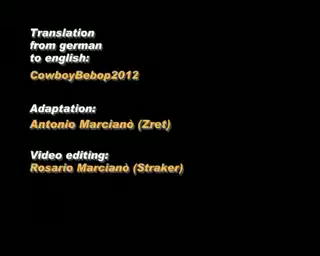 Translation
from german
to english:
CowboyBebop2012
Adaptation:
Antonio Marcianò (Zret)
Video editing:
Rosario Marcianò (Straker)